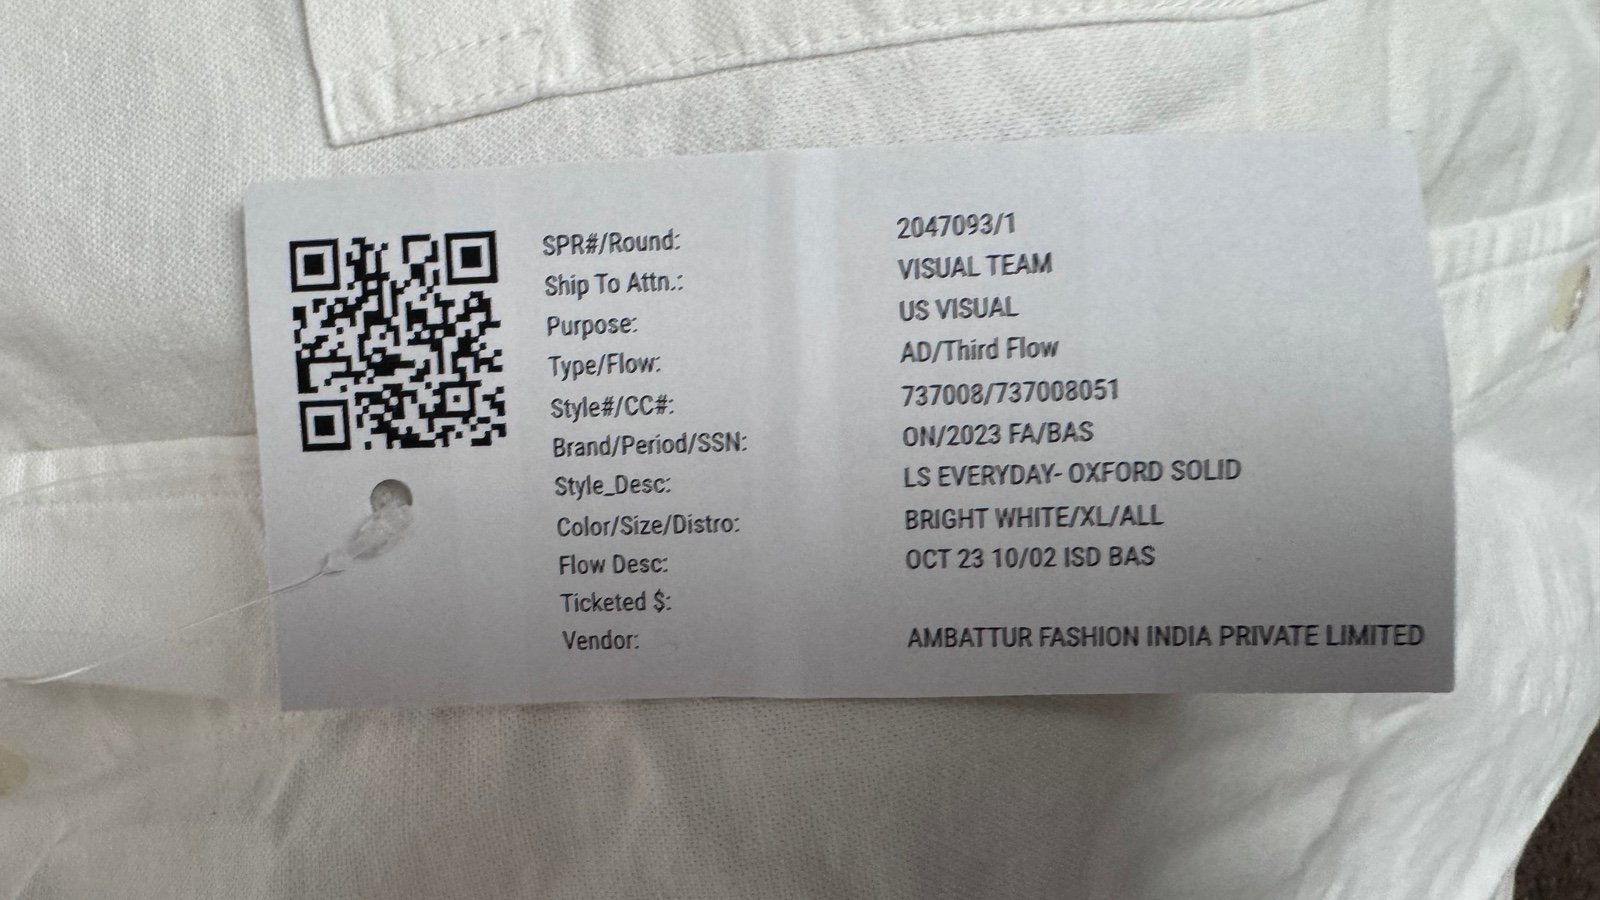 SPR#/Round: 2047093/1
Ship To Attn.: VISUAL TEAM
Purpose: US VISUAL
Type/Flow: AD/Third Flow
Style#/CC#: 737008/737008051
Brand/Period/SSN: ON/2023 FA/BAS
Style_Desc: LS EVERYDAY- OXFORD SOLID
Color/Size/Distro: BRIGHT WHITE/XL/ALL
Flow Desc: OCT 23 10/02 ISD BAS
Ticketed $:
Vendor: AMBATTUR FASHION INDIA PRIVATE LIMITED